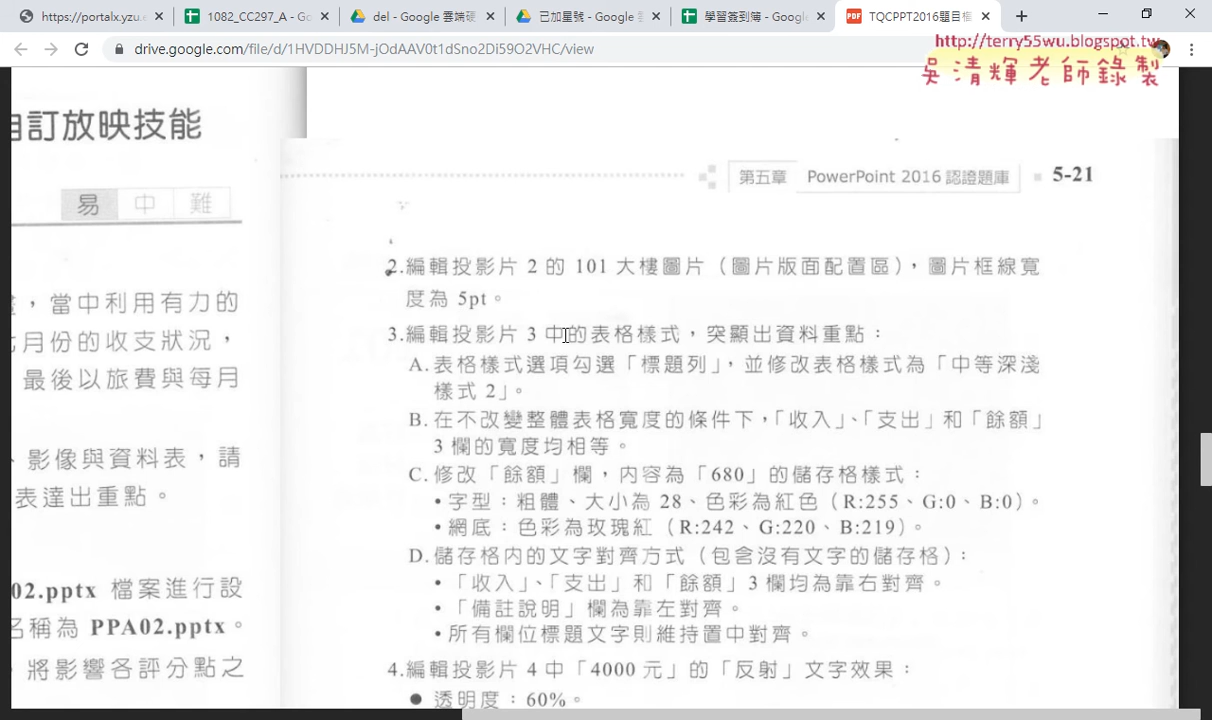 https://portalx.yzu.e
1082_CC297_A - Go
del - Google 雲端硬
已加星號 - Google 雲
學習簽到簿 - Google
TQCPPT2016題目框
drive.google.com/file/d/1HVDDHJ5M-jOdAAV0t1dSno2Di59O2VHC/view
http://terry55wu.blogspot.tw
吳清輝老師錄製
自訂放映技能
易 中 難
，當中利用有力的
月份的收支狀況，
最後以旅費與每月
、影像與資料表，請
表達出重點。
02.pptx 檔案進行設
名稱為 PPA02.pptx。
，將影響各評分點之
第五章 PowerPoint 2016 認證題庫 5-21
2.編輯投影片 2 的 101 大樓圖片（圖片版面配置區），圖片框線寬
度為 5pt。
3.編輯投影片 3 中的表格樣式，突顯出資料重點：
A.表格樣式選項勾選「標題列」，並修改表格樣式為「中等深淺
樣式 2」。
B.在不改變整體表格寬度的條件下，「收入」、「支出」和「餘額」
3 欄的寬度均相等。
C.修改「餘額」欄，內容為「680」的儲存格樣式：
•字型：粗體、大小為 28、色彩為紅色（R:255、G:0、B:0）。
•網底：色彩為玫瑰紅（R:242、G:220、B:219）。
D.儲存格內的文字對齊方式（包含沒有文字的儲存格）：
•「收入」、「支出」和「餘額」3 欄均為靠右對齊。
•「備註說明」欄為靠左對齊。
•所有欄位標題文字則維持置中對齊。
4.編輯投影片 4 中「4000 元」的「反射」文字效果：
● 透明度：60%。